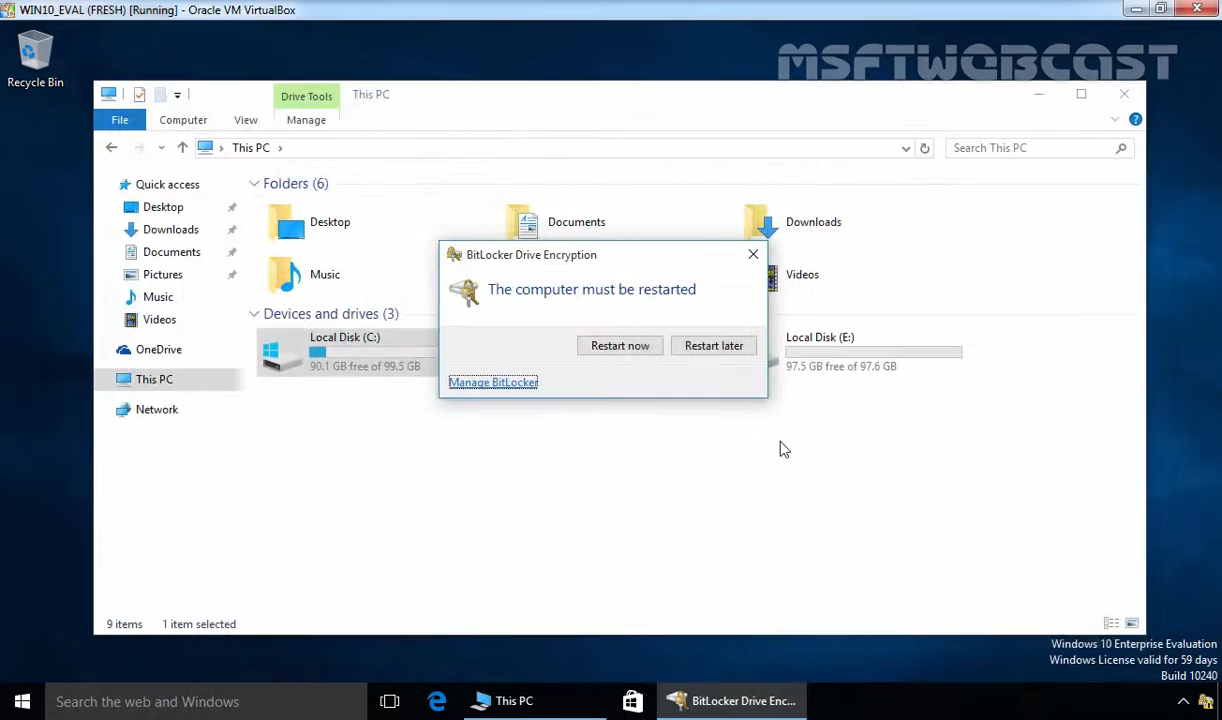 WIN10_EVAL (FRESH) [Running] - Oracle VM VirtualBox
MSFTWEBCAST
Recycle Bin
Drive Tools
This PC
File
Computer
View
Manage
This PC
Search This PC
Quick access
Desktop
Downloads
Documents
Pictures
Music
Videos
OneDrive
This PC
Network
Folders (6)
Desktop
Documents
Downloads
Music
Videos
Devices and drives (3)
Local Disk (C:)
90.1 GB free of 99.5 GB
Local Disk (E:)
97.5 GB free of 97.6 GB
BitLocker Drive Encryption
The computer must be restarted
Restart now
Restart later
Manage BitLocker
9 items
1 item selected
Windows 10 Enterprise Evaluation
Windows License valid for 59 days
Build 10240
Search the web and Windows
This PC
BitLocker Drive Enc...